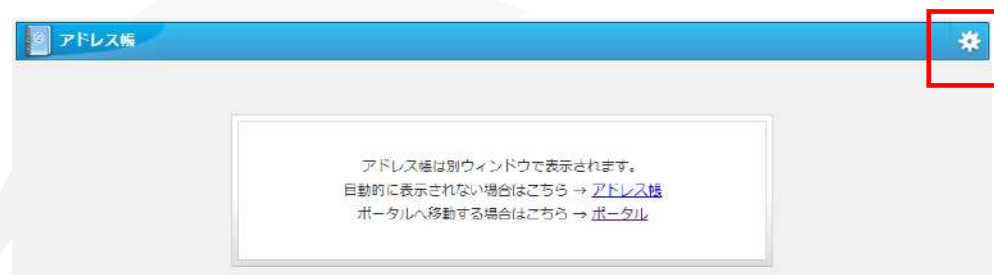 アドレス帳
アドレス帳は別ウィンドウで表示されます。
自動的に表示されない場合はこちら → アドレス帳
ポータルへ移動する場合はこちら → ポータル